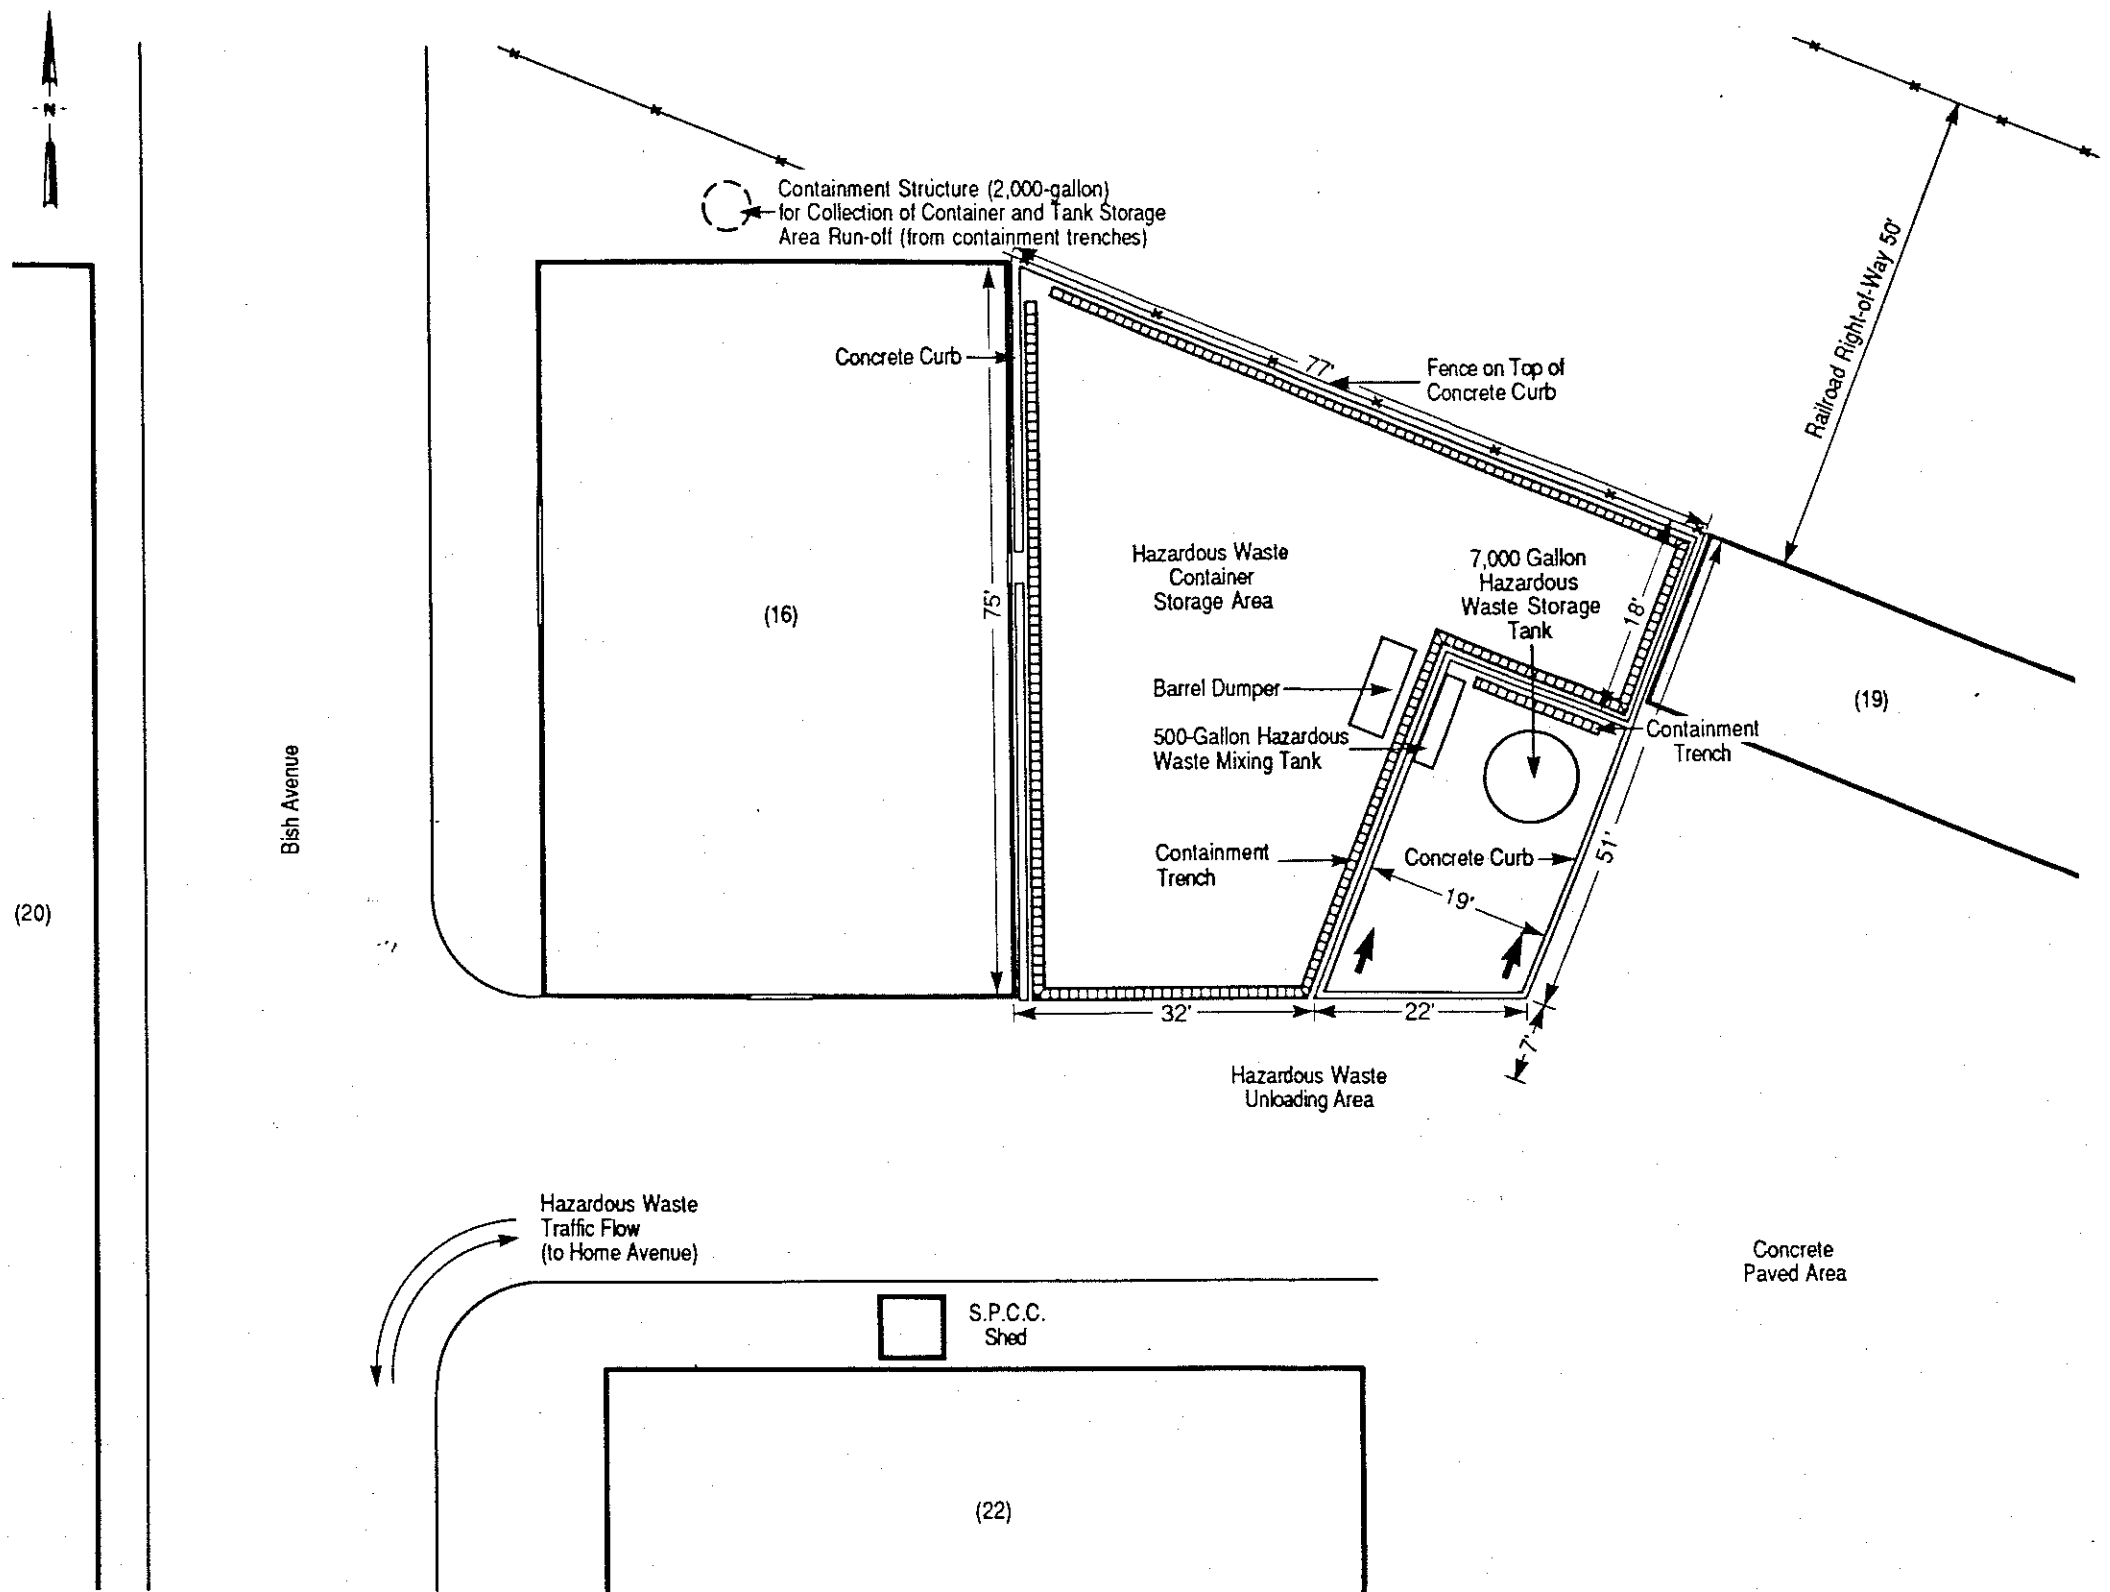 N
Containment Structure (2,000-gallon)
for Collection of Container and Tank Storage
Area Run-off (from containment trenches)
Railroad Right-of-Way 50'
Concrete Curb
77'
Fence on Top of
Concrete Curb
Hazardous Waste
Container
Storage Area
7,000 Gallon
Hazardous
Waste Storage
Tank
75'
18'
(16)
Barrel Dumper
(19)
500-Gallon Hazardous
Waste Mixing Tank
Containment
Trench
Bish Avenue
Containment
Trench
Concrete Curb
51'
19'
(20)
32'
22'
7'
Hazardous Waste
Unloading Area
Hazardous Waste
Traffic Flow
(to Home Avenue)
Concrete
Paved Area
S.P.C.C.
Shed
(22)